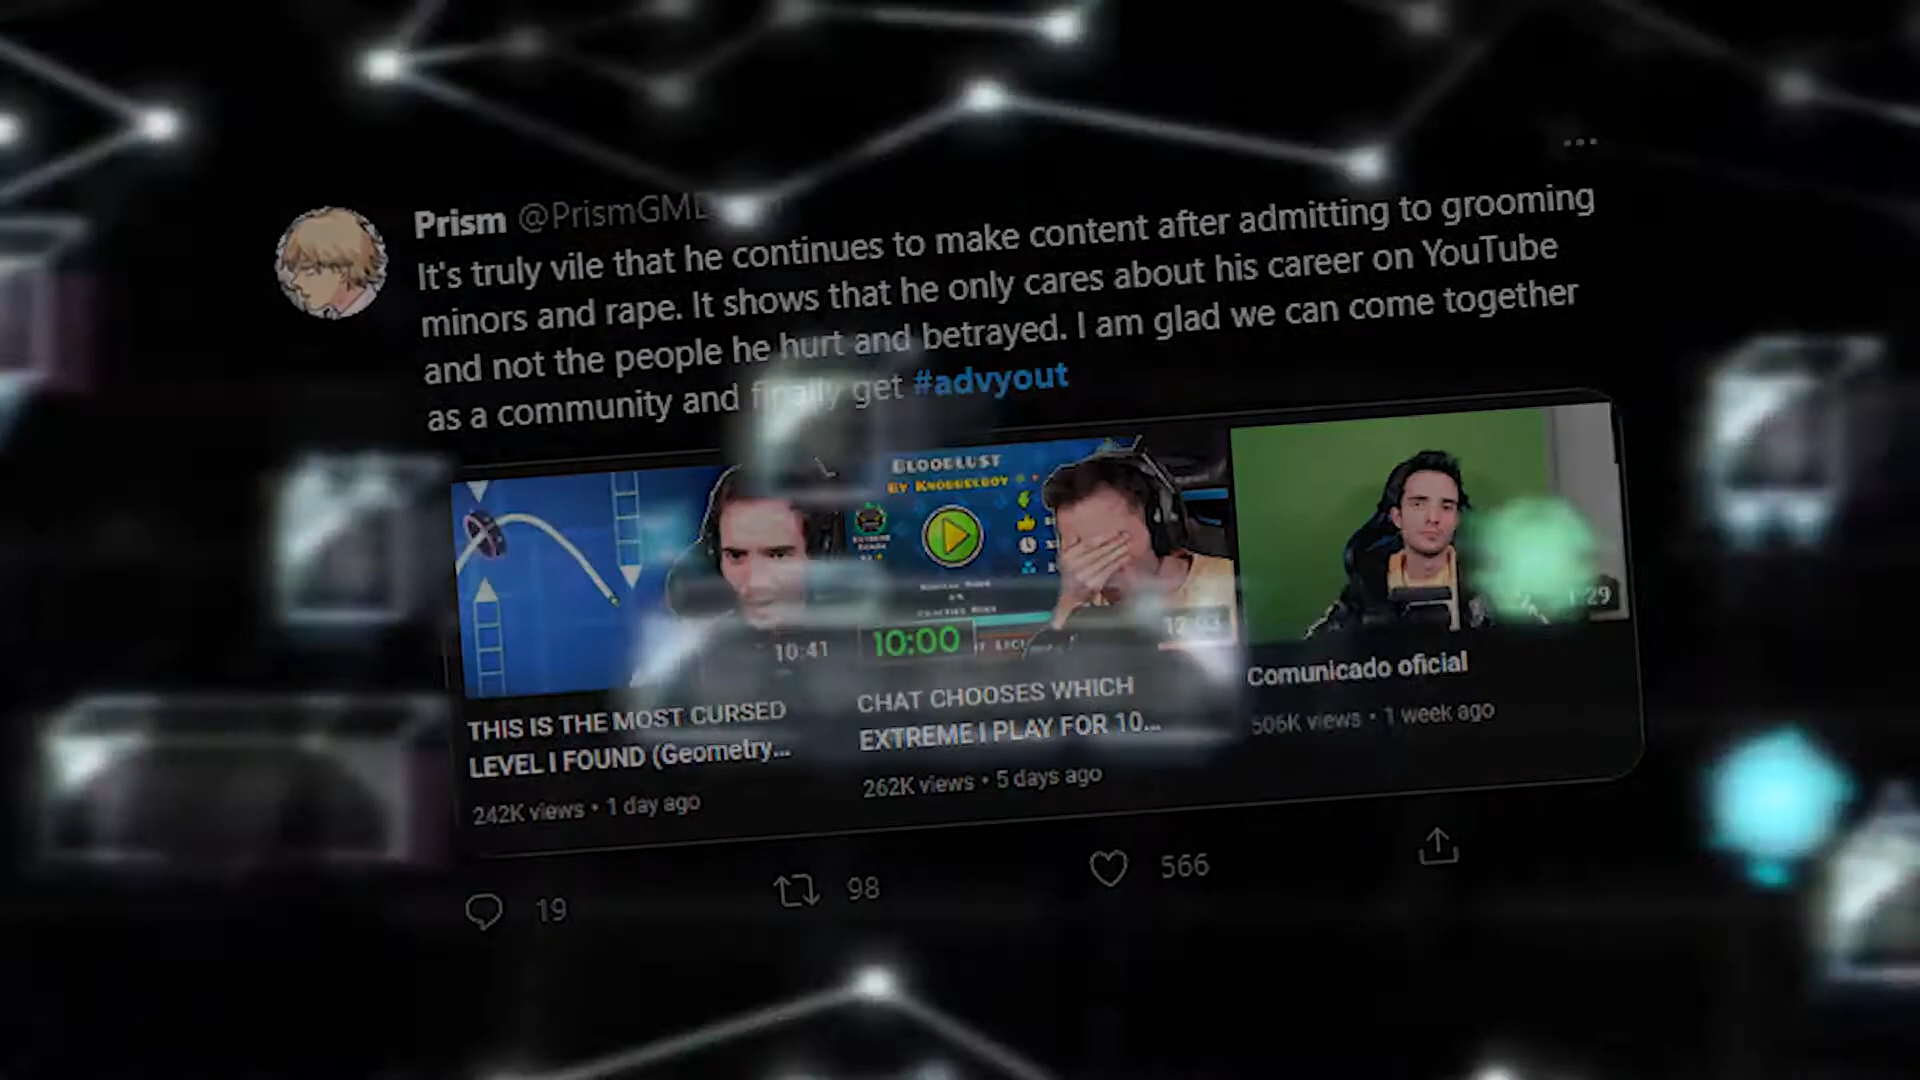 Prism @PrismGMD
It's truly vile that he continues to make content after admitting to grooming
minors and rape. It shows that he only cares about his career on YouTube
and not the people he hurt and betrayed. I am glad we can come together
as a community and finally get #advyout
BLOODLUST
BY KNOBBELBOY
10:41
10:00
12:03
1:29
THIS IS THE MOST CURSED
LEVEL I FOUND (Geometry...
242K views • 1 day ago
CHAT CHOOSES WHICH
EXTREME I PLAY FOR 10...
262K views • 5 days ago
Comunicado oficial
506K views • 1 week ago
19
98
566